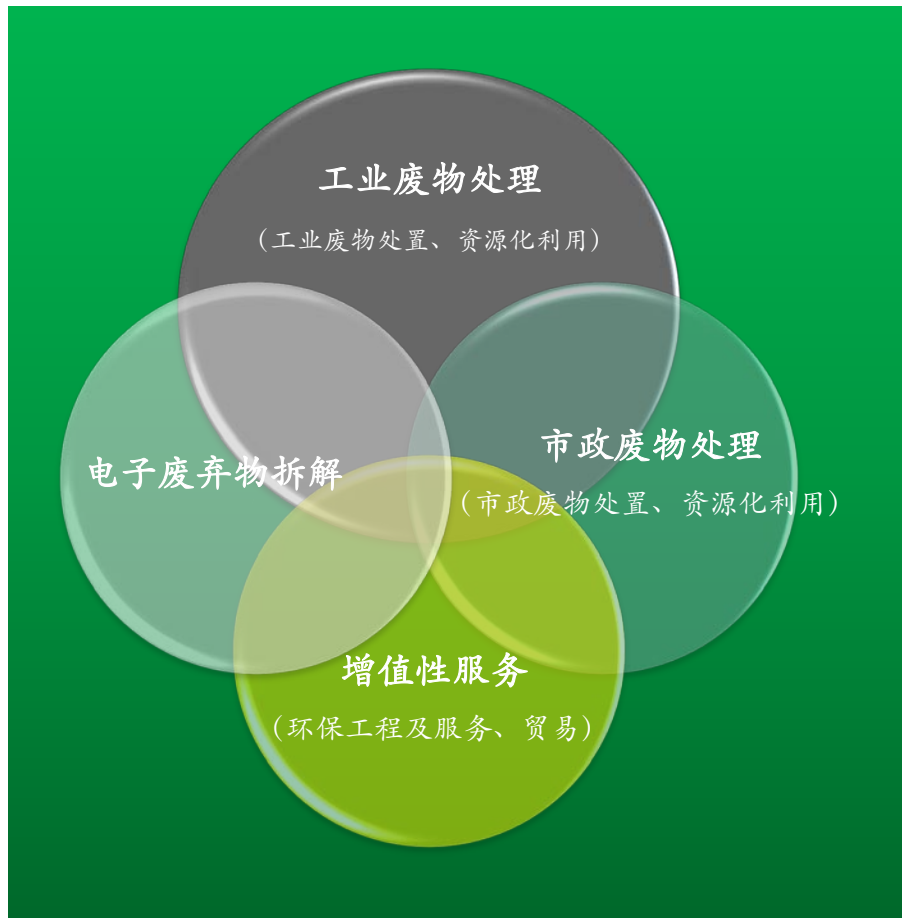 工业废物处理
（工业废物处置、资源化利用）
市政废物处理
电子废弃物拆解
（市政废物处置、资源化利用）
增值性服务
（环保工程及服务、贸易）